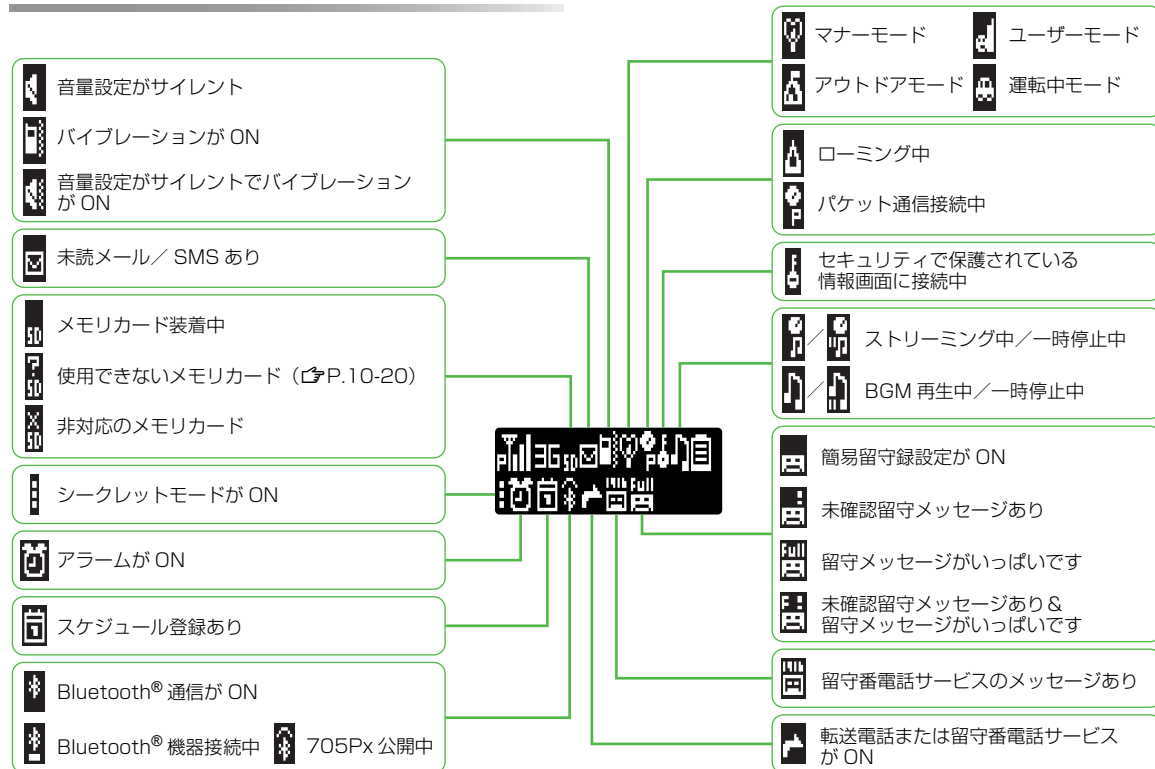 音量設定がサイレント
バイブレーションが ON
音量設定がサイレントでバイブレーション
が ON
未読メール／ SMS あり
メモリカード装着中
使用できないメモリカード（☞P.10-20）
非対応のメモリカード
シークレットモードが ON
アラームが ON
スケジュール登録あり
Bluetooth® 通信が ON
Bluetooth® 機器接続中 705Px 公開中
マナーモード ユーザーモード
アウトドアモード 運転中モード
ローミング中
パケット通信接続中
セキュリティで保護されている
情報画面に接続中
／ ストリーミング中／一時停止中
／ BGM 再生中／一時停止中
簡易留守録設定が ON
未確認留守メッセージあり
留守メッセージがいっぱいです
未確認留守メッセージあり＆
留守メッセージがいっぱいです
留守番電話サービスのメッセージあり
転送電話または留守番電話サービス
が ON